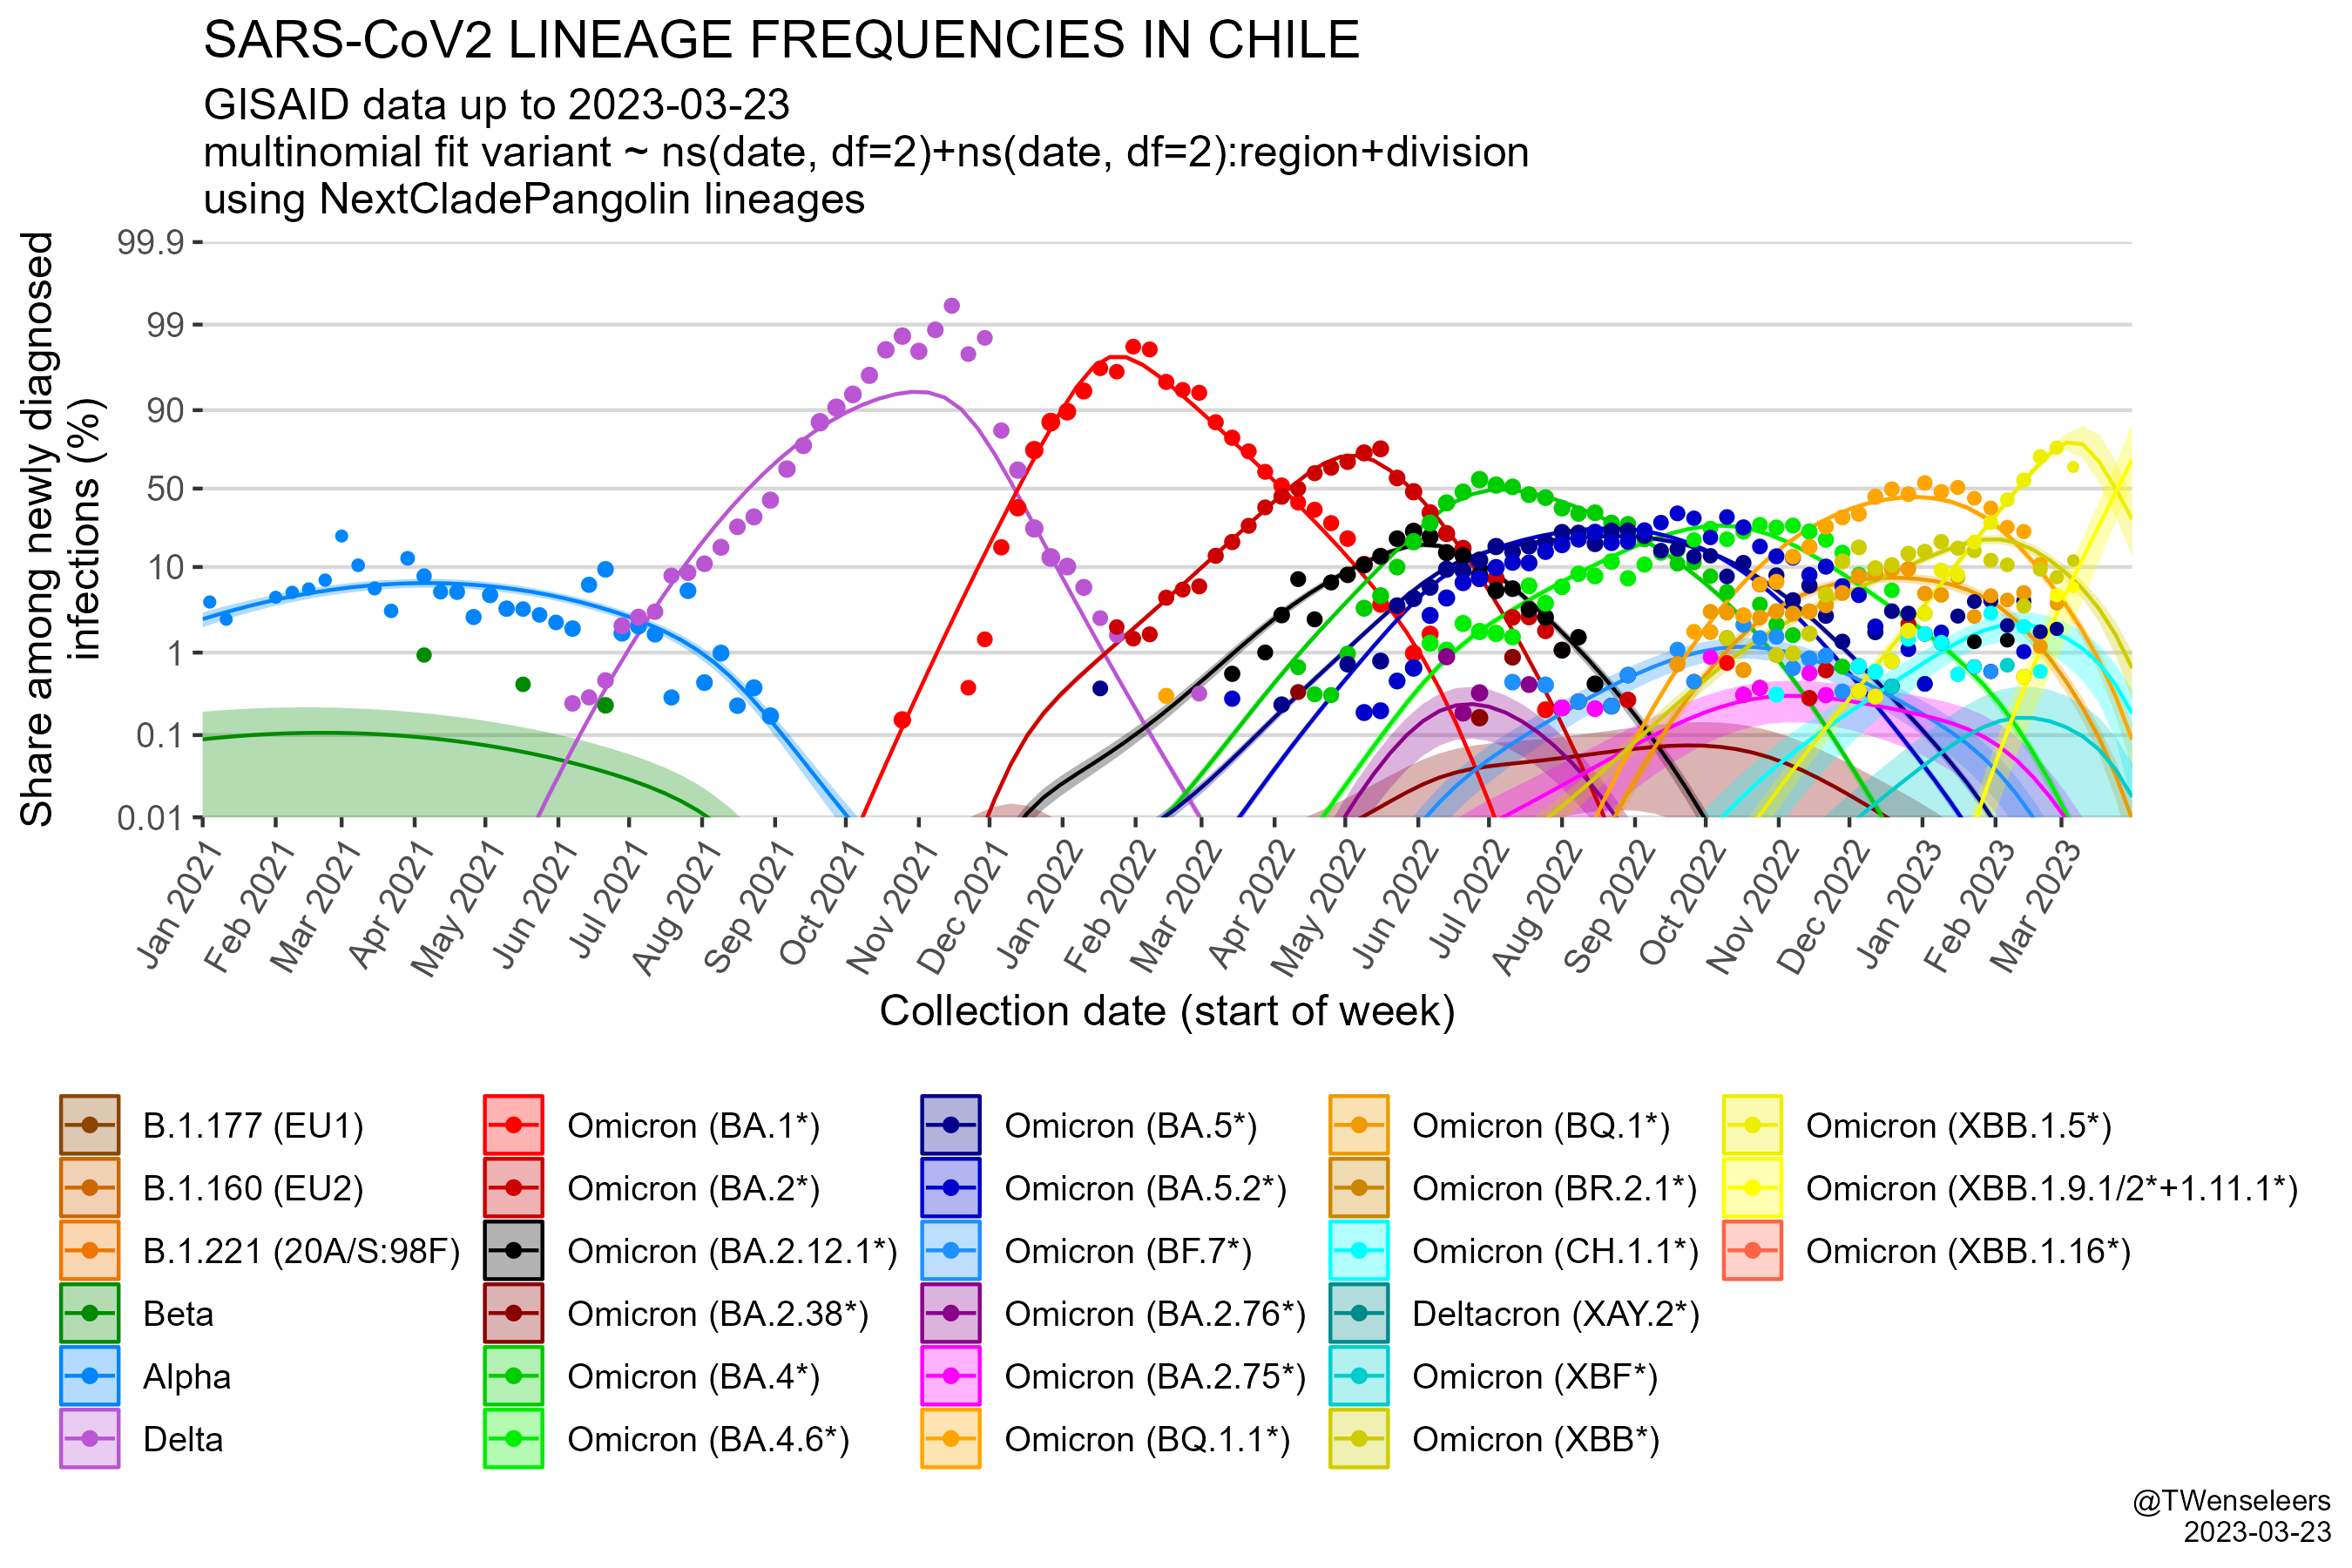 SARS-CoV2 LINEAGE FREQUENCIES IN CHILE
GISAID data up to 2023-03-23
multinomial fit variant ~ ns(date, df=2)+ns(date, df=2):region+division
using NextCladePangolin lineages
Share among newly diagnosed
infections (%)
99.9
99
90
50
10
1
0.1
0.01
Jan 2021
Feb 2021
Mar 2021
Apr 2021
May 2021
Jun 2021
Jul 2021
Aug 2021
Sep 2021
Oct 2021
Nov 2021
Dec 2021
Jan 2022
Feb 2022
Mar 2022
Apr 2022
May 2022
Jun 2022
Jul 2022
Aug 2022
Sep 2022
Oct 2022
Nov 2022
Dec 2022
Jan 2023
Feb 2023
Mar 2023
Collection date (start of week)
B.1.177 (EU1)
B.1.160 (EU2)
B.1.221 (20A/S:98F)
Beta
Alpha
Delta
Omicron (BA.1*)
Omicron (BA.2*)
Omicron (BA.2.12.1*)
Omicron (BA.2.38*)
Omicron (BA.4*)
Omicron (BA.4.6*)
Omicron (BA.5*)
Omicron (BA.5.2*)
Omicron (BF.7*)
Omicron (BA.2.76*)
Omicron (BA.2.75*)
Omicron (BQ.1.1*)
Omicron (BQ.1*)
Omicron (BR.2.1*)
Omicron (CH.1.1*)
Deltacron (XAY.2*)
Omicron (XBF*)
Omicron (XBB*)
Omicron (XBB.1.5*)
Omicron (XBB.1.9.1/2*+1.11.1*)
Omicron (XBB.1.16*)
@TWenseleers
2023-03-23